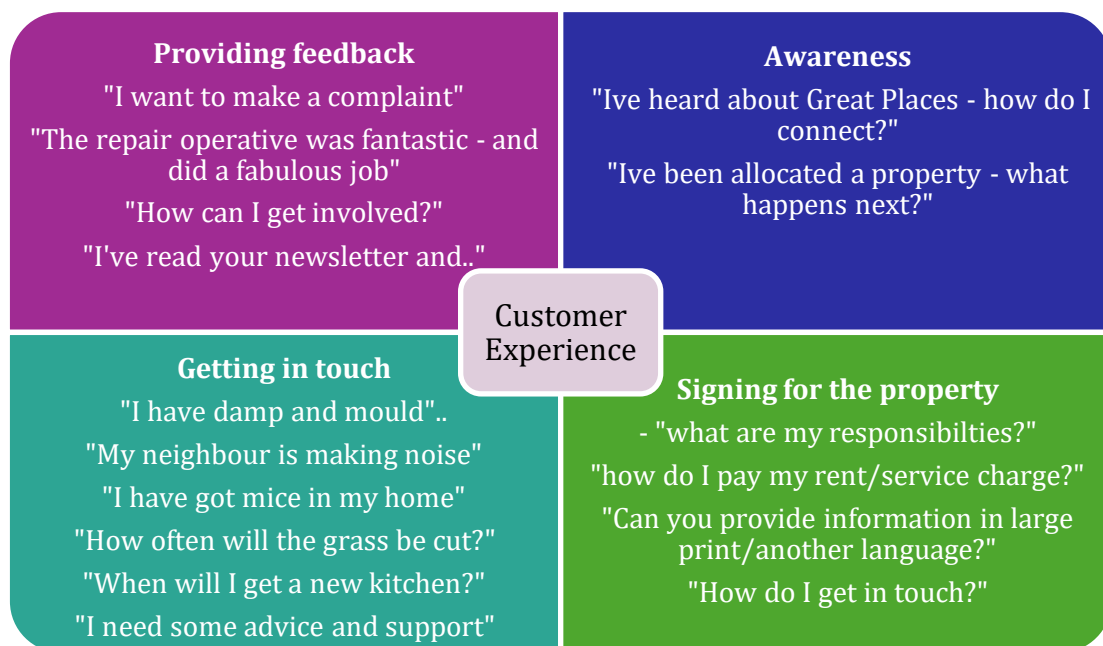 Providing feedback
"I want to make a complaint"
"The repair operative was fantastic - and
did a fabulous job"
"How can I get involved?"
"I've read your newsletter and.."
Awareness
"Ive heard about Great Places - how do I
connect?"
"Ive been allocated a property - what
happens next?"
Customer
Experience
Getting in touch
"I have damp and mould"..
"My neighbour is making noise"
"I have got mice in my home"
"How often will the grass be cut?"
"When will I get a new kitchen?"
"I need some advice and support"
Signing for the property
- "what are my responsibilties?"
"how do I pay my rent/service charge?"
"Can you provide information in large
print/another language?"
"How do I get in touch?"